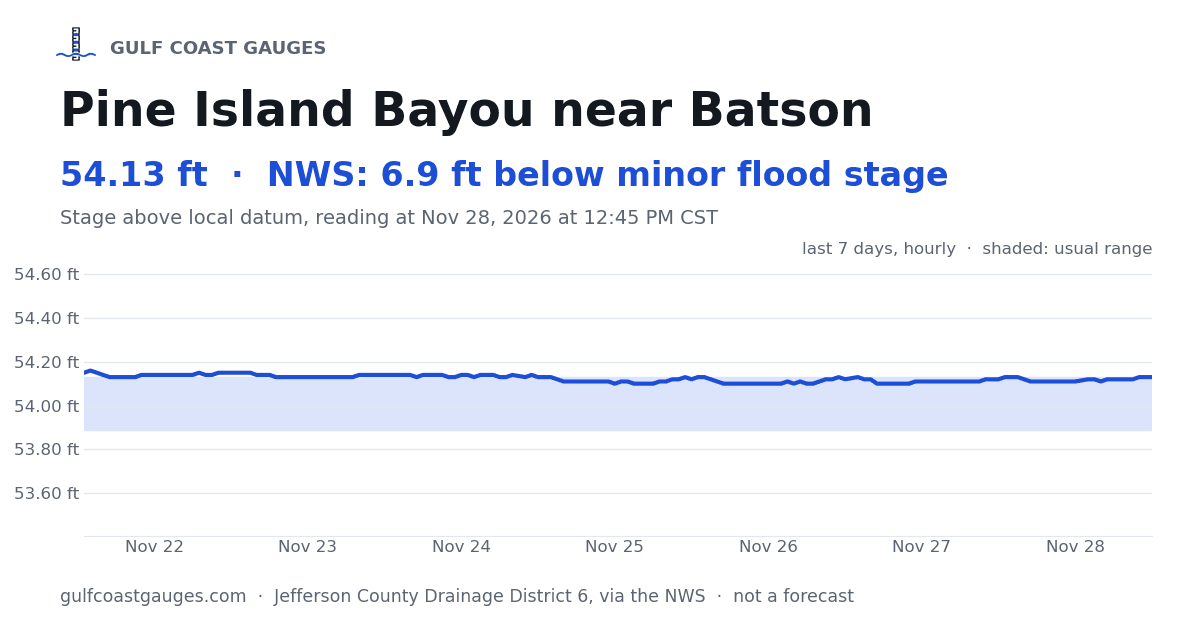 GULF COAST GAUGES
Pine Island Bayou near Batson
54.13 ft · NWS: 6.9 ft below minor flood stage
Stage above local datum, reading at Nov 28, 2026 at 12:45 PM CST
last 7 days, hourly · shaded: usual range
54.60 ft
54.40 ft
54.20 ft
54.00 ft
53.80 ft
53.60 ft
Nov 22 Nov 23 Nov 24 Nov 25 Nov 26 Nov 27 Nov 28
gulfcoastgauges.com · Jefferson County Drainage District 6, via the NWS · not a forecast